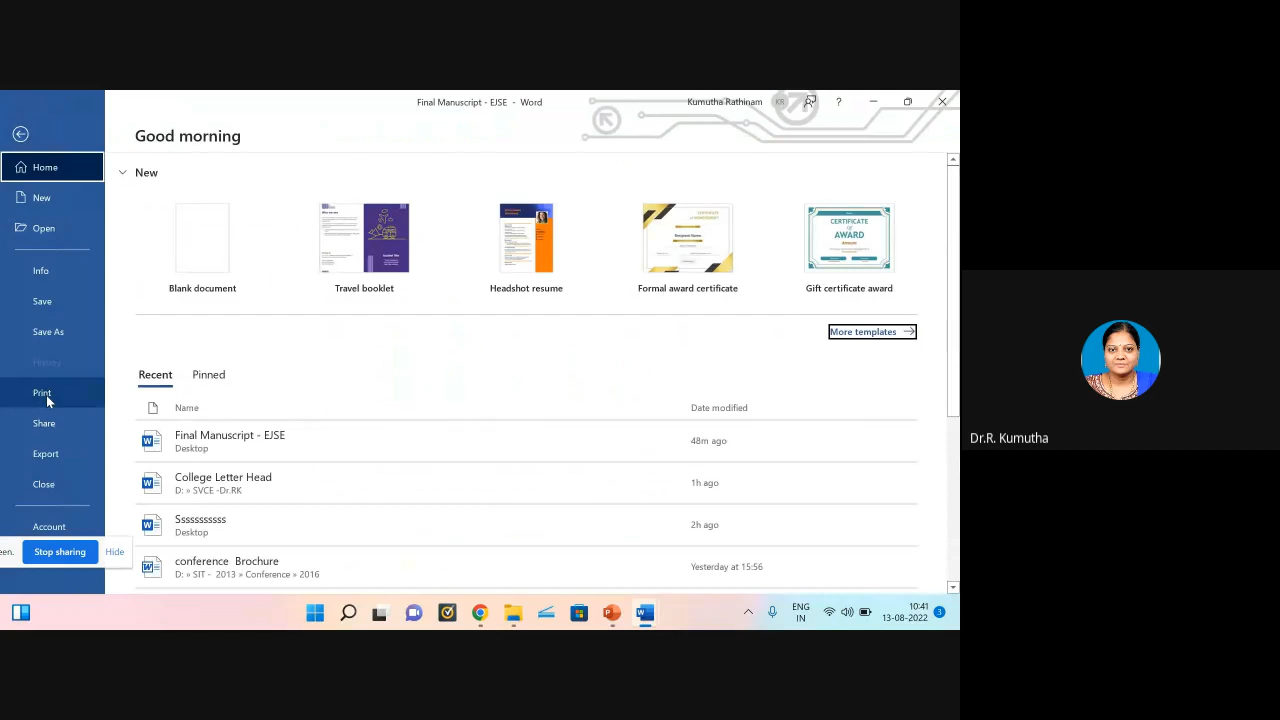 Final Manuscript - EJSE - Word
Kumutha Rathinam
KR
?
Good morning
Home
New
Open
Info
Save
Save As
History
Print
Share
Export
Close
Account
een.
Stop sharing
Hide
New
Blank document
Travel booklet
Headshot resume
Formal award certificate
CERTIFICATE
AWARD
Gift certificate award
More templates
Recent
Pinned
Name
Date modified
Final Manuscript - EJSE
Desktop
48m ago
College Letter Head
D: » SVCE -Dr.RK
1h ago
Ssssssssss
Desktop
2h ago
conference Brochure
D: » SIT - 2013 » Conference » 2016
Yesterday at 15:56
ENG
IN
10:41
13-08-2022
3
Dr.R. Kumutha